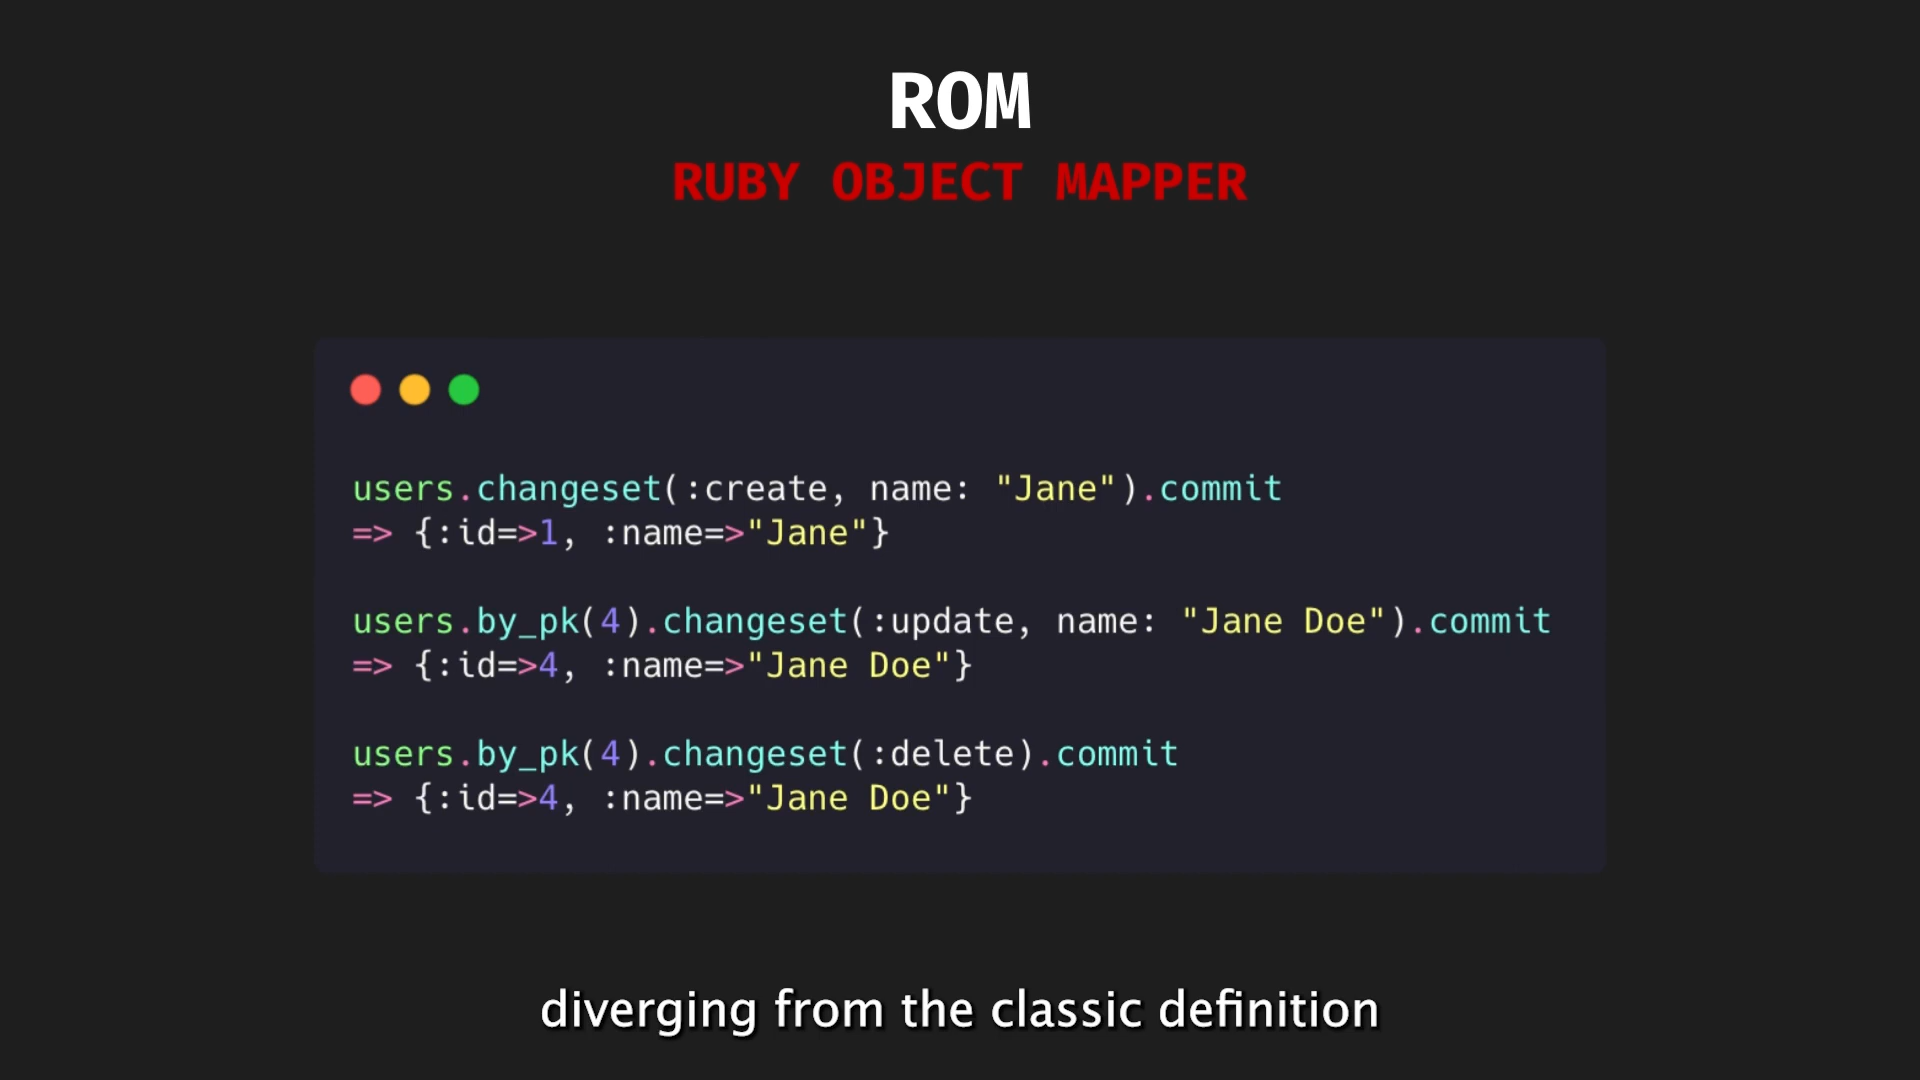 ROM
RUBY OBJECT MAPPER
users.changeset(:create, name: "Jane").commit
=> {:id=>1, :name=>"Jane"}
users.by_pk(4).changeset(:update, name: "Jane Doe").commit
=> {:id=>4, :name=>"Jane Doe"}
users.by_pk(4).changeset(:delete).commit
=> {:id=>4, :name=>"Jane Doe"}
diverging from the classic definition